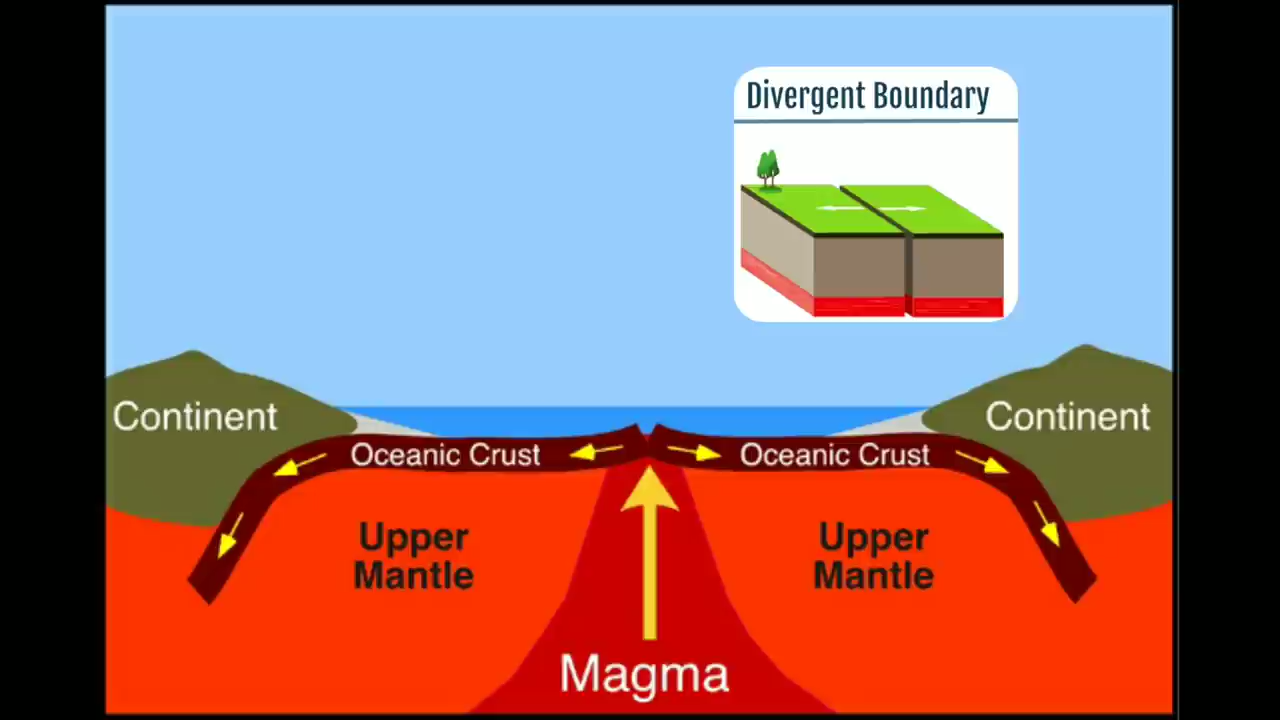 Divergent Boundary
Continent
Continent
Oceanic Crust
Oceanic Crust
Upper
Mantle
Upper
Mantle
Magma